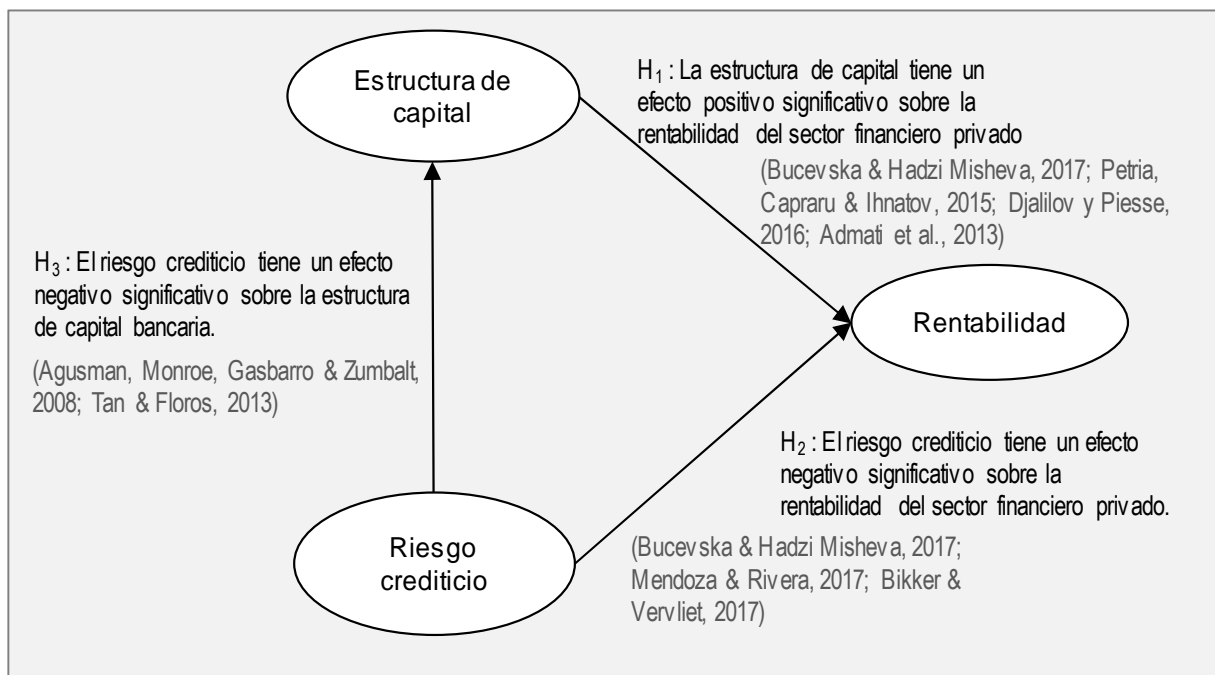 Estructura de
capital
H₁ : La estructura de capital tiene un
efecto positivo significativo sobre la
rentabilidad del sector financiero privado
(Bucevska & Hadzi Misheva, 2017; Petria,
Capraru & Ihnatov, 2015; Djalilov y Piesse,
2016; Admati et al., 2013)
H₃ : El riesgo crediticio tiene un efecto
negativo significativo sobre la estructura
de capital bancaria.
(Agusman, Monroe, Gasbarro & Zumbalt,
2008; Tan & Floros, 2013)
Rentabilidad
H₂ : El riesgo crediticio tiene un efecto
negativo significativo sobre la
rentabilidad del sector financiero privado.
(Bucevska & Hadzi Misheva, 2017;
Mendoza & Rivera, 2017; Bikker &
Vervliet, 2017)
Riesgo
crediticio